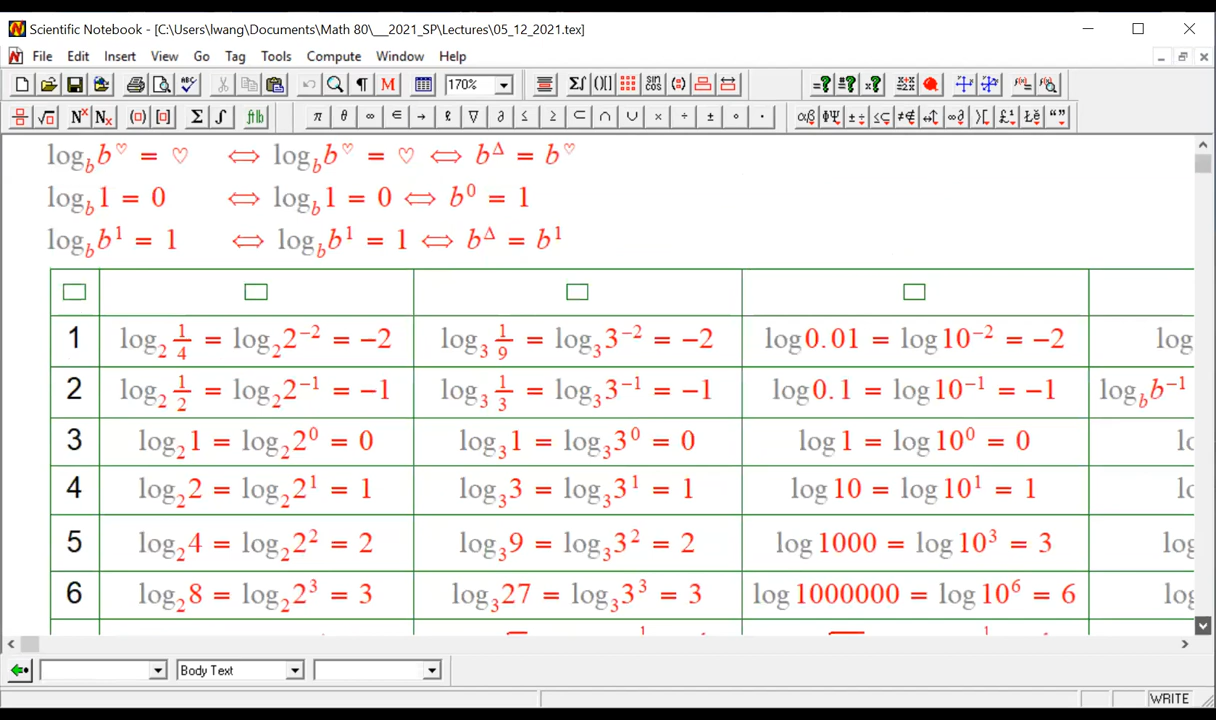 Scientific Notebook - [C:\Users\lwang\Documents\Math 80\__2021_SP\Lectures\05_12_2021.tex]
File Edit Insert View Go Tag Tools Compute Window Help
170%
π θ ∞ ∈ → ℓ ∇ ∂ ≤ ≥ ⊂ ∩ ∪ × ÷ ± ∘ ·
log_b b^♡ = ♡ ⇔ log_b b^♡ = ♡ ⇔ b^Δ = b^♡
log_b 1 = 0 ⇔ log_b 1 = 0 ⇔ b^0 = 1
log_b b^1 = 1 ⇔ log_b b^1 = 1 ⇔ b^Δ = b^1
1 log_2 1/4 = log_2 2^−2 = −2 log_3 1/9 = log_3 3^−2 = −2 log 0.01 = log 10^−2 = −2 log
2 log_2 1/2 = log_2 2^−1 = −1 log_3 1/3 = log_3 3^−1 = −1 log 0.1 = log 10^−1 = −1 log_b b^−1
3 log_2 1 = log_2 2^0 = 0 log_3 1 = log_3 3^0 = 0 log 1 = log 10^0 = 0 lo
4 log_2 2 = log_2 2^1 = 1 log_3 3 = log_3 3^1 = 1 log 10 = log 10^1 = 1
5 log_2 4 = log_2 2^2 = 2 log_3 9 = log_3 3^2 = 2 log 1000 = log 10^3 = 3 log
6 log_2 8 = log_2 2^3 = 3 log_3 27 = log_3 3^3 = 3 log 1000000 = log 10^6 = 6 log
Body Text
WRITE